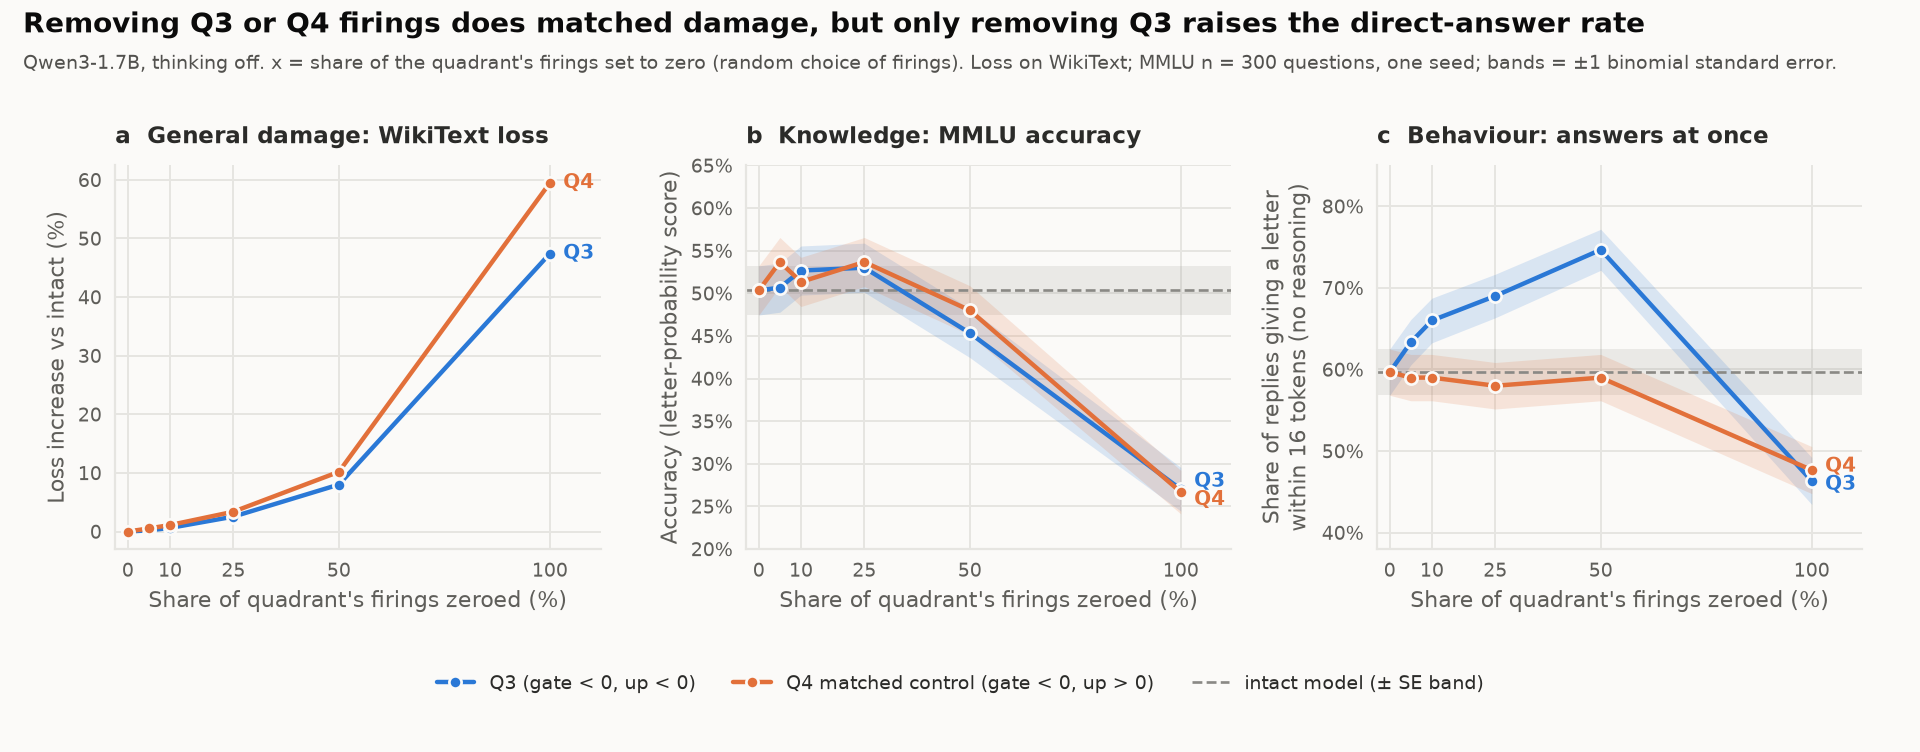 Removing Q3 or Q4 firings does matched damage, but only removing Q3 raises the direct-answer rate
Qwen3-1.7B, thinking off. x = share of the quadrant's firings set to zero (random choice of firings). Loss on WikiText; MMLU n = 300 questions, one seed; bands = ±1 binomial standard error.
a General damage: WikiText loss
Loss increase vs intact (%)
60
50
40
30
20
10
0
Q4
Q3
0 10 25 50 100
Share of quadrant's firings zeroed (%)
b Knowledge: MMLU accuracy
Accuracy (letter-probability score)
65%
60%
55%
50%
45%
40%
35%
30%
25%
20%
Q3
Q4
0 10 25 50 100
Share of quadrant's firings zeroed (%)
c Behaviour: answers at once
Share of replies giving a letter
within 16 tokens (no reasoning)
80%
70%
60%
50%
40%
Q4
Q3
0 10 25 50 100
Share of quadrant's firings zeroed (%)
Q3 (gate < 0, up < 0)
Q4 matched control (gate < 0, up > 0)
intact model (± SE band)